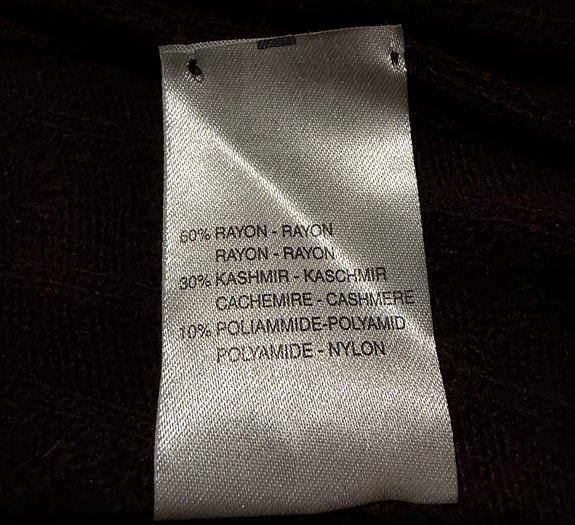 60% RAYON - RAYON
RAYON - RAYON
30% KASHMIR - KASCHMIR
CACHEMIRE - CASHMERE
10% POLIAMMIDE-POLYAMID
POLYAMIDE - NYLON